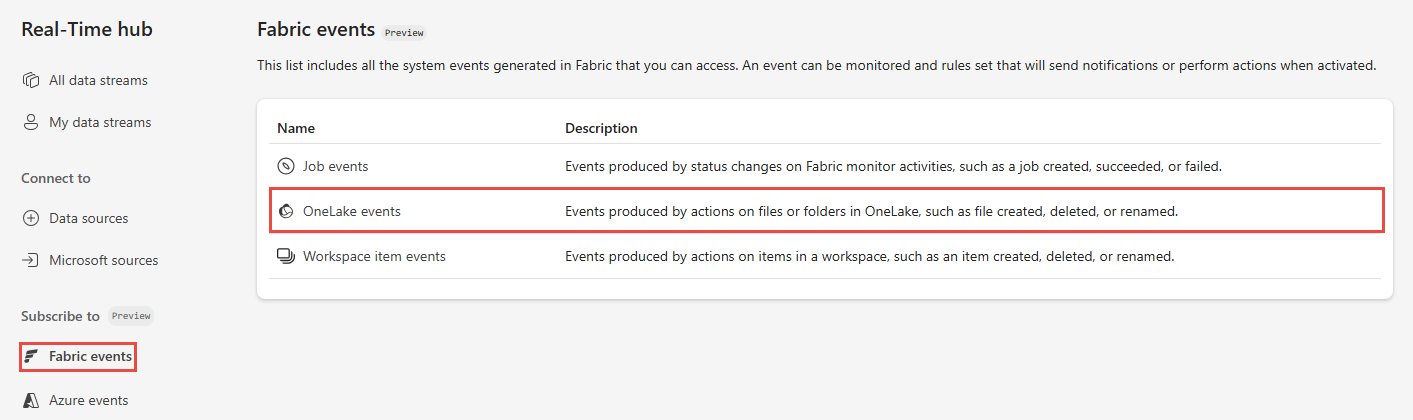 Real-Time hub
All data streams
My data streams
Connect to
Data sources
Microsoft sources
Subscribe to Preview
Fabric events
Azure events
Fabric events Preview
This list includes all the system events generated in Fabric that you can access. An event can be monitored and rules set that will send notifications or perform actions when activated.
Name Description
Job events Events produced by status changes on Fabric monitor activities, such as a job created, succeeded, or failed.
OneLake events Events produced by actions on files or folders in OneLake, such as file created, deleted, or renamed.
Workspace item events Events produced by actions on items in a workspace, such as an item created, deleted, or renamed.